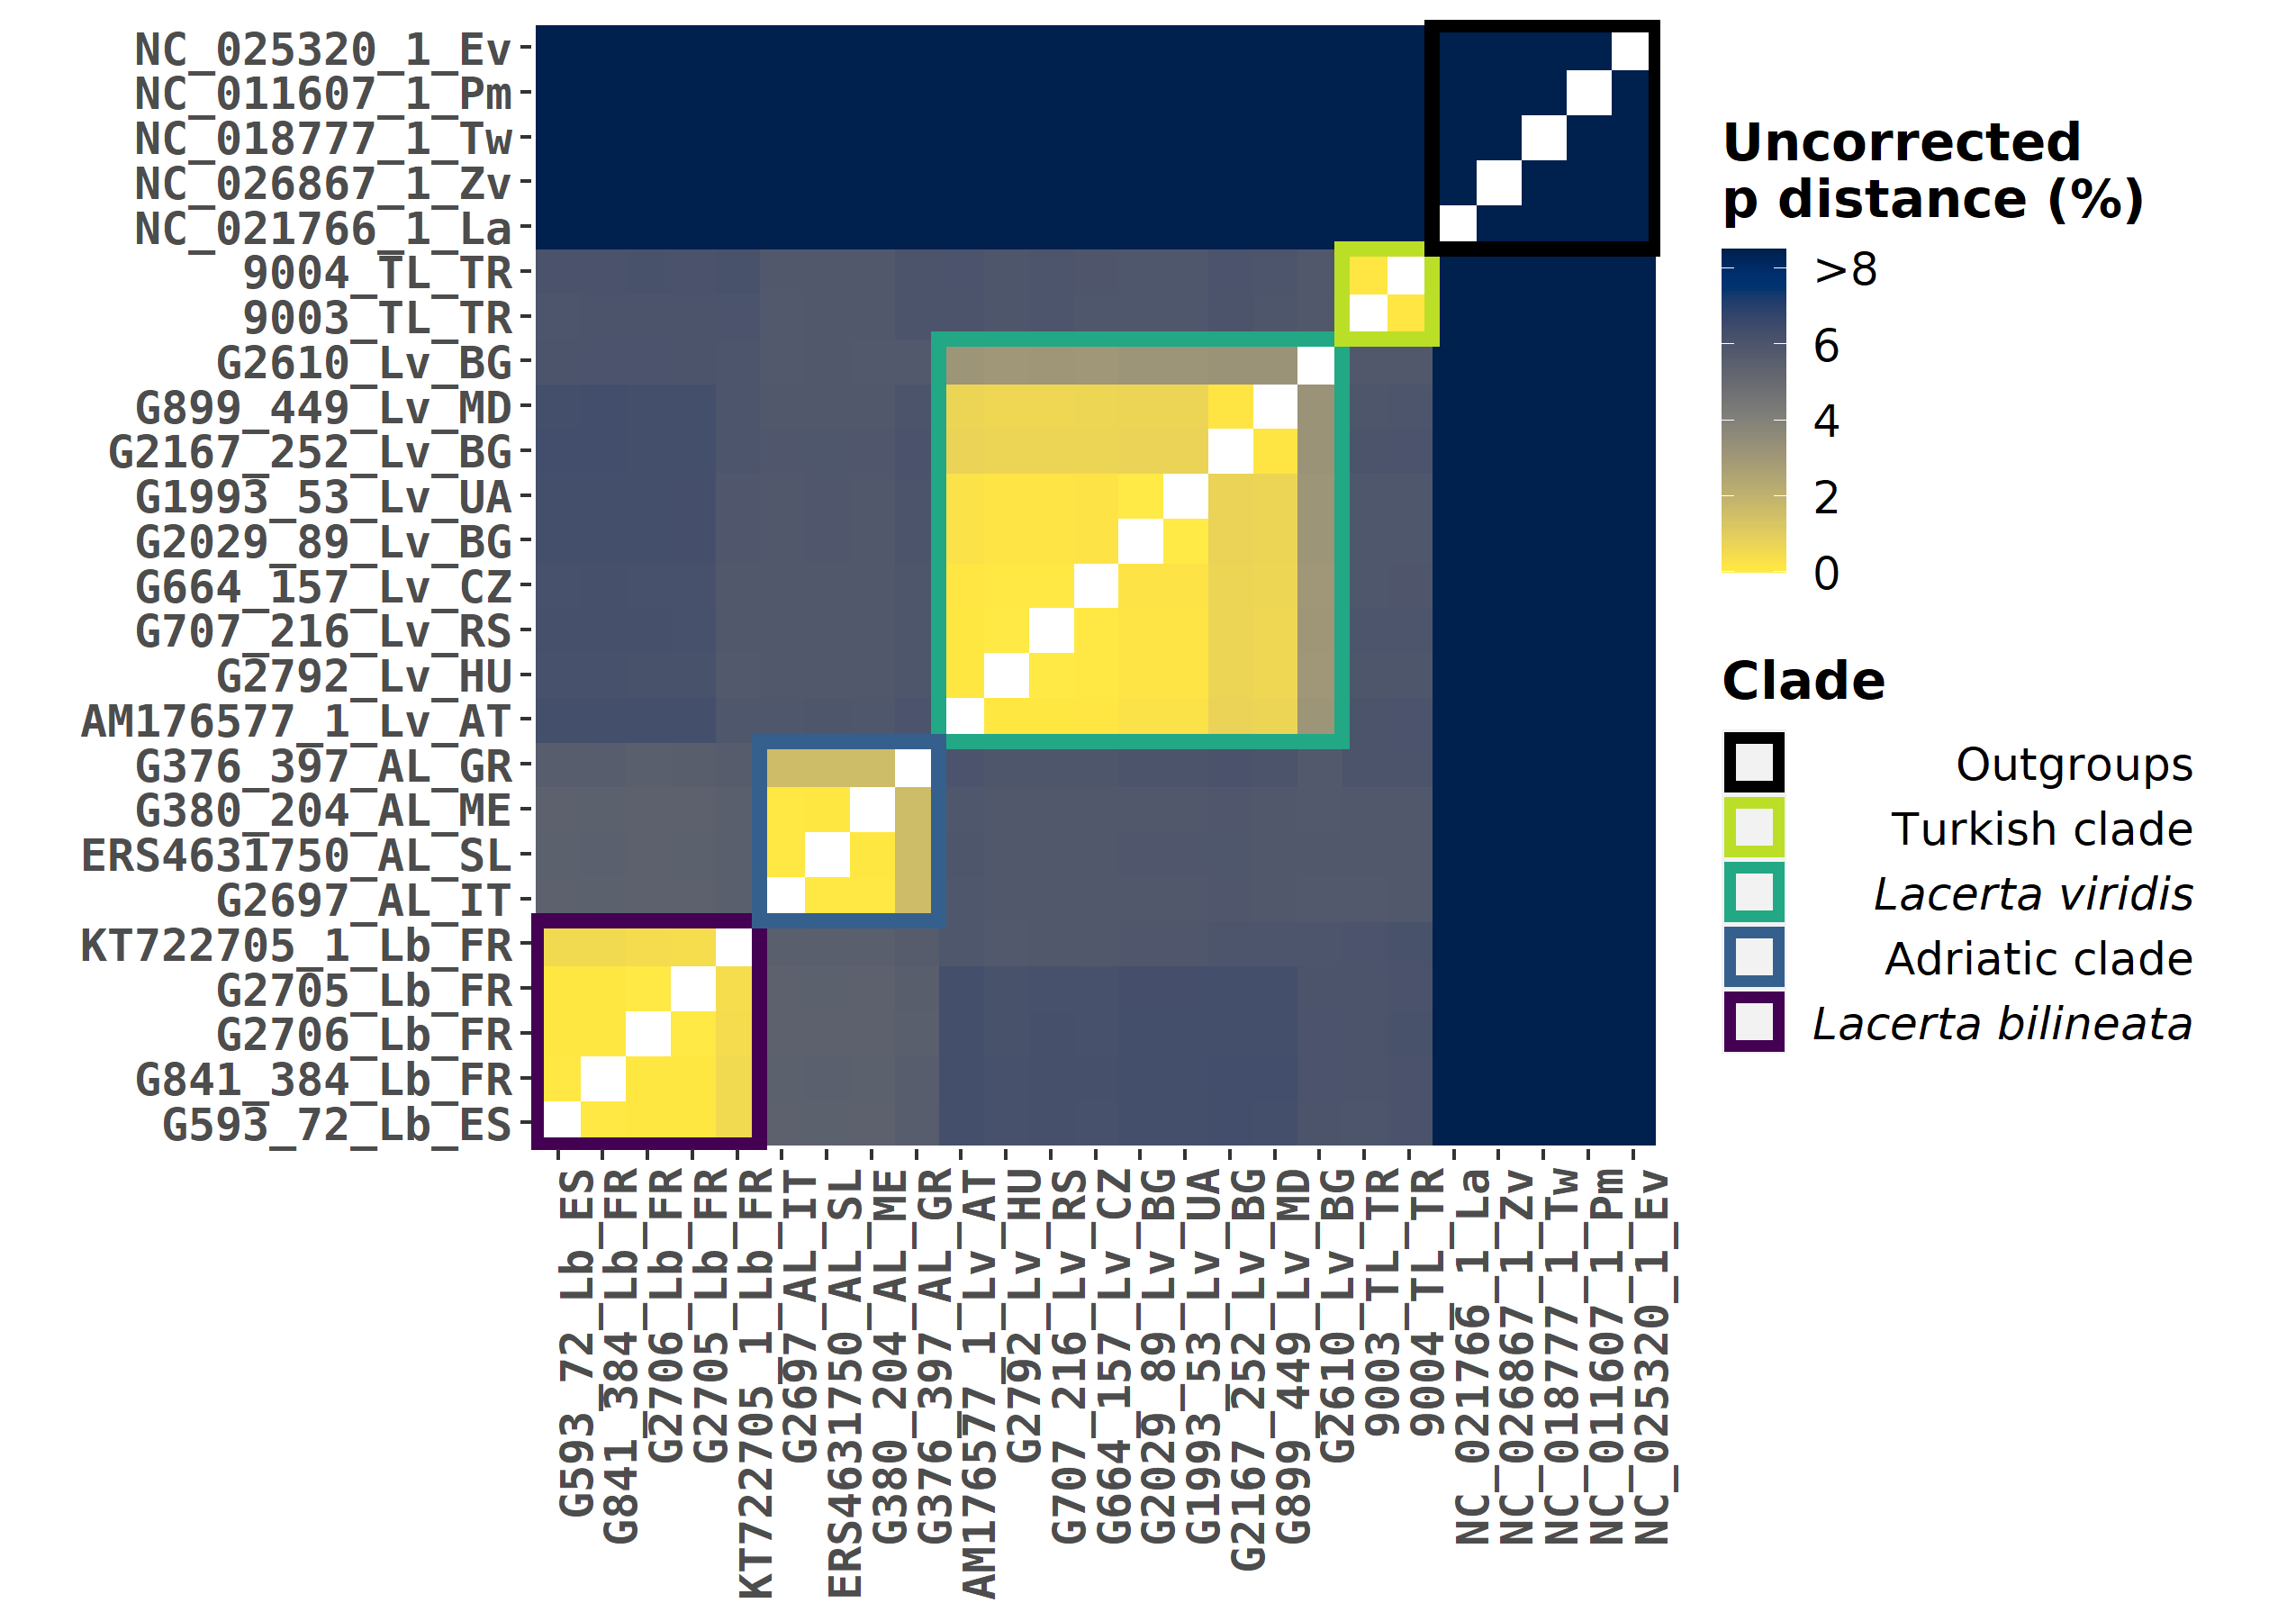 NC_025320_1_Ev
NC_011607_1_Pm
NC_018777_1_Tw
NC_026867_1_Zv
NC_021766_1_La
9004_TL_TR
9003_TL_TR
G2610_Lv_BG
G899_449_Lv_MD
G2167_252_Lv_BG
G1993_53_Lv_UA
G2029_89_Lv_BG
G664_157_Lv_CZ
G707_216_Lv_RS
G2792_Lv_HU
AM176577_1_Lv_AT
G376_397_AL_GR
G380_204_AL_ME
ERS4631750_AL_SL
G2697_AL_IT
KT722705_1_Lb_FR
G2705_Lb_FR
G2706_Lb_FR
G841_384_Lb_FR
G593_72_Lb_ES
G593_72_Lb_ES
G841_384_Lb_FR
G2706_Lb_FR
G2705_Lb_FR
KT722705_1_Lb_FR
G2697_AL_IT
ERS4631750_AL_SL
G380_204_AL_ME
G376_397_AL_GR
AM176577_1_Lv_AT
G2792_Lv_HU
G707_216_Lv_RS
G664_157_Lv_CZ
G2029_89_Lv_BG
G1993_53_Lv_UA
G2167_252_Lv_BG
G899_449_Lv_MD
G2610_Lv_BG
9003_TL_TR
9004_TL_TR
NC_021766_1_La
NC_026867_1_Zv
NC_018777_1_Tw
NC_011607_1_Pm
NC_025320_1_Ev
Uncorrected
p distance (%)
>8
6
4
2
0
Clade
Outgroups
Turkish clade
Lacerta viridis
Adriatic clade
Lacerta bilineata